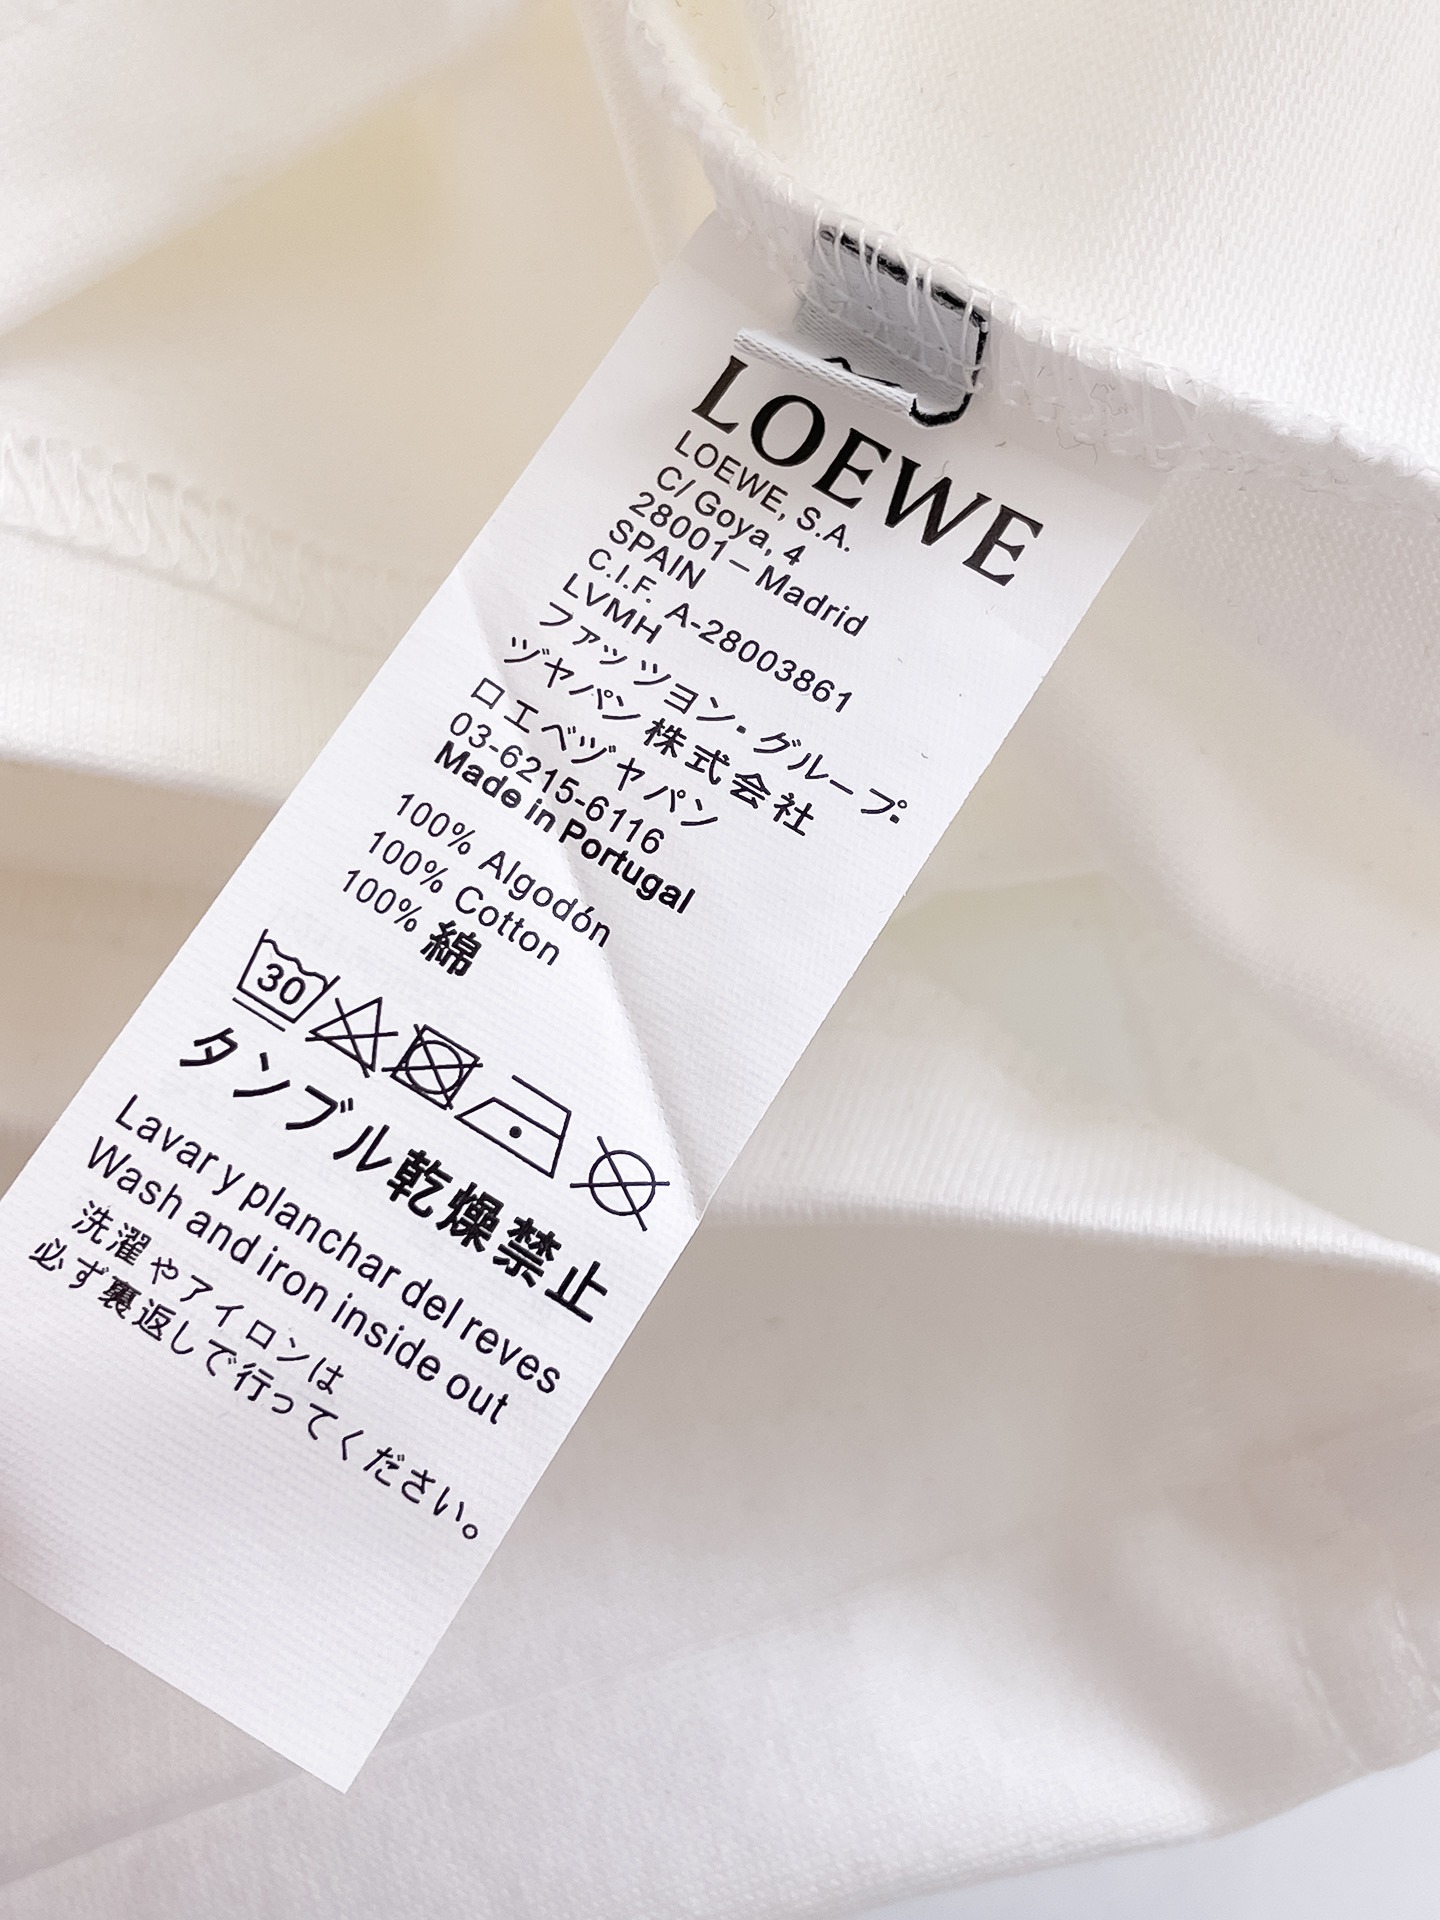 LOEWE
LOEWE, S.A.
C/ Goya, 4
28001 – Madrid
SPAIN
C.I.F. A-28003861
LVMH
ファッツヨン・グループ・
ヅヤパン株式会社
ロエベヅヤパン
03-6215-6116
Made in Portugal
100% Algodón
100% Cotton
100% 綿
30
タンブル乾燥禁止
Lavar y planchar del reves
Wash and iron inside out
洗濯やアイロンは
必ず裏返しで行ってください。